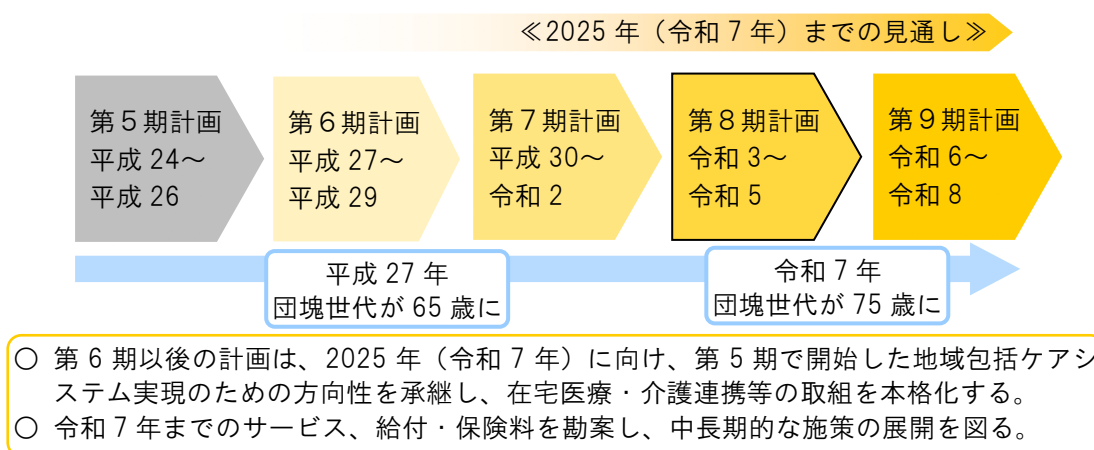 ≪2025 年（令和 7 年）までの見通し≫
第５期計画
平成 24～
平成 26
第６期計画
平成 27～
平成 29
第７期計画
平成 30～
令和 2
第８期計画
令和 3～
令和 5
第９期計画
令和 6～
令和 8
平成 27 年
団塊世代が 65 歳に
令和 7 年
団塊世代が 75 歳に
○ 第 6 期以後の計画は、2025 年（令和 7 年）に向け、第 5 期で開始した地域包括ケアシ
ステム実現のための方向性を承継し、在宅医療・介護連携等の取組を本格化する。
○ 令和 7 年までのサービス、給付・保険料を勘案し、中長期的な施策の展開を図る。